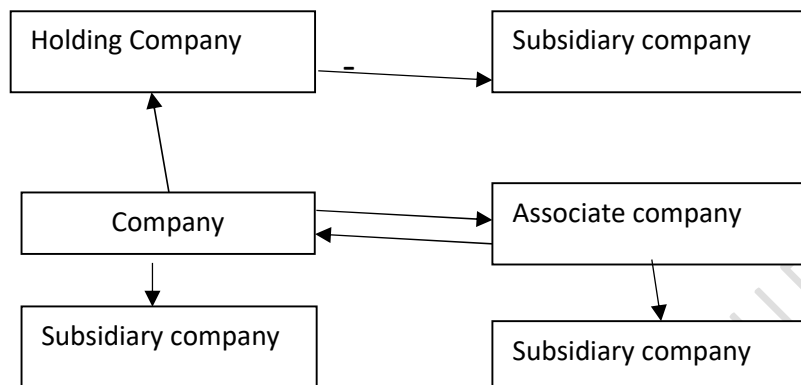 Holding Company
Subsidiary company
-
Company
Associate company
Subsidiary company
Subsidiary company